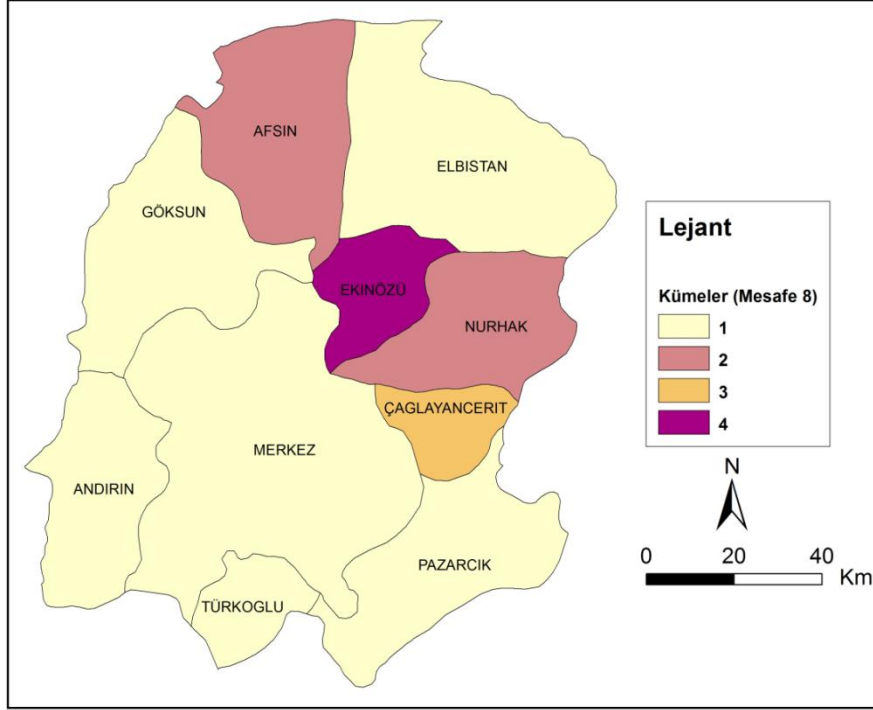 AFSIN
ELBISTAN
GÖKSUN
EKINÖZÜ
NURHAK
ÇAGLAYANCERIT
MERKEZ
ANDIRIN
PAZARCIK
TÜRKOGLU
Lejant
Kümeler (Mesafe 8)
1
2
3
4
N
0 20 40
Km